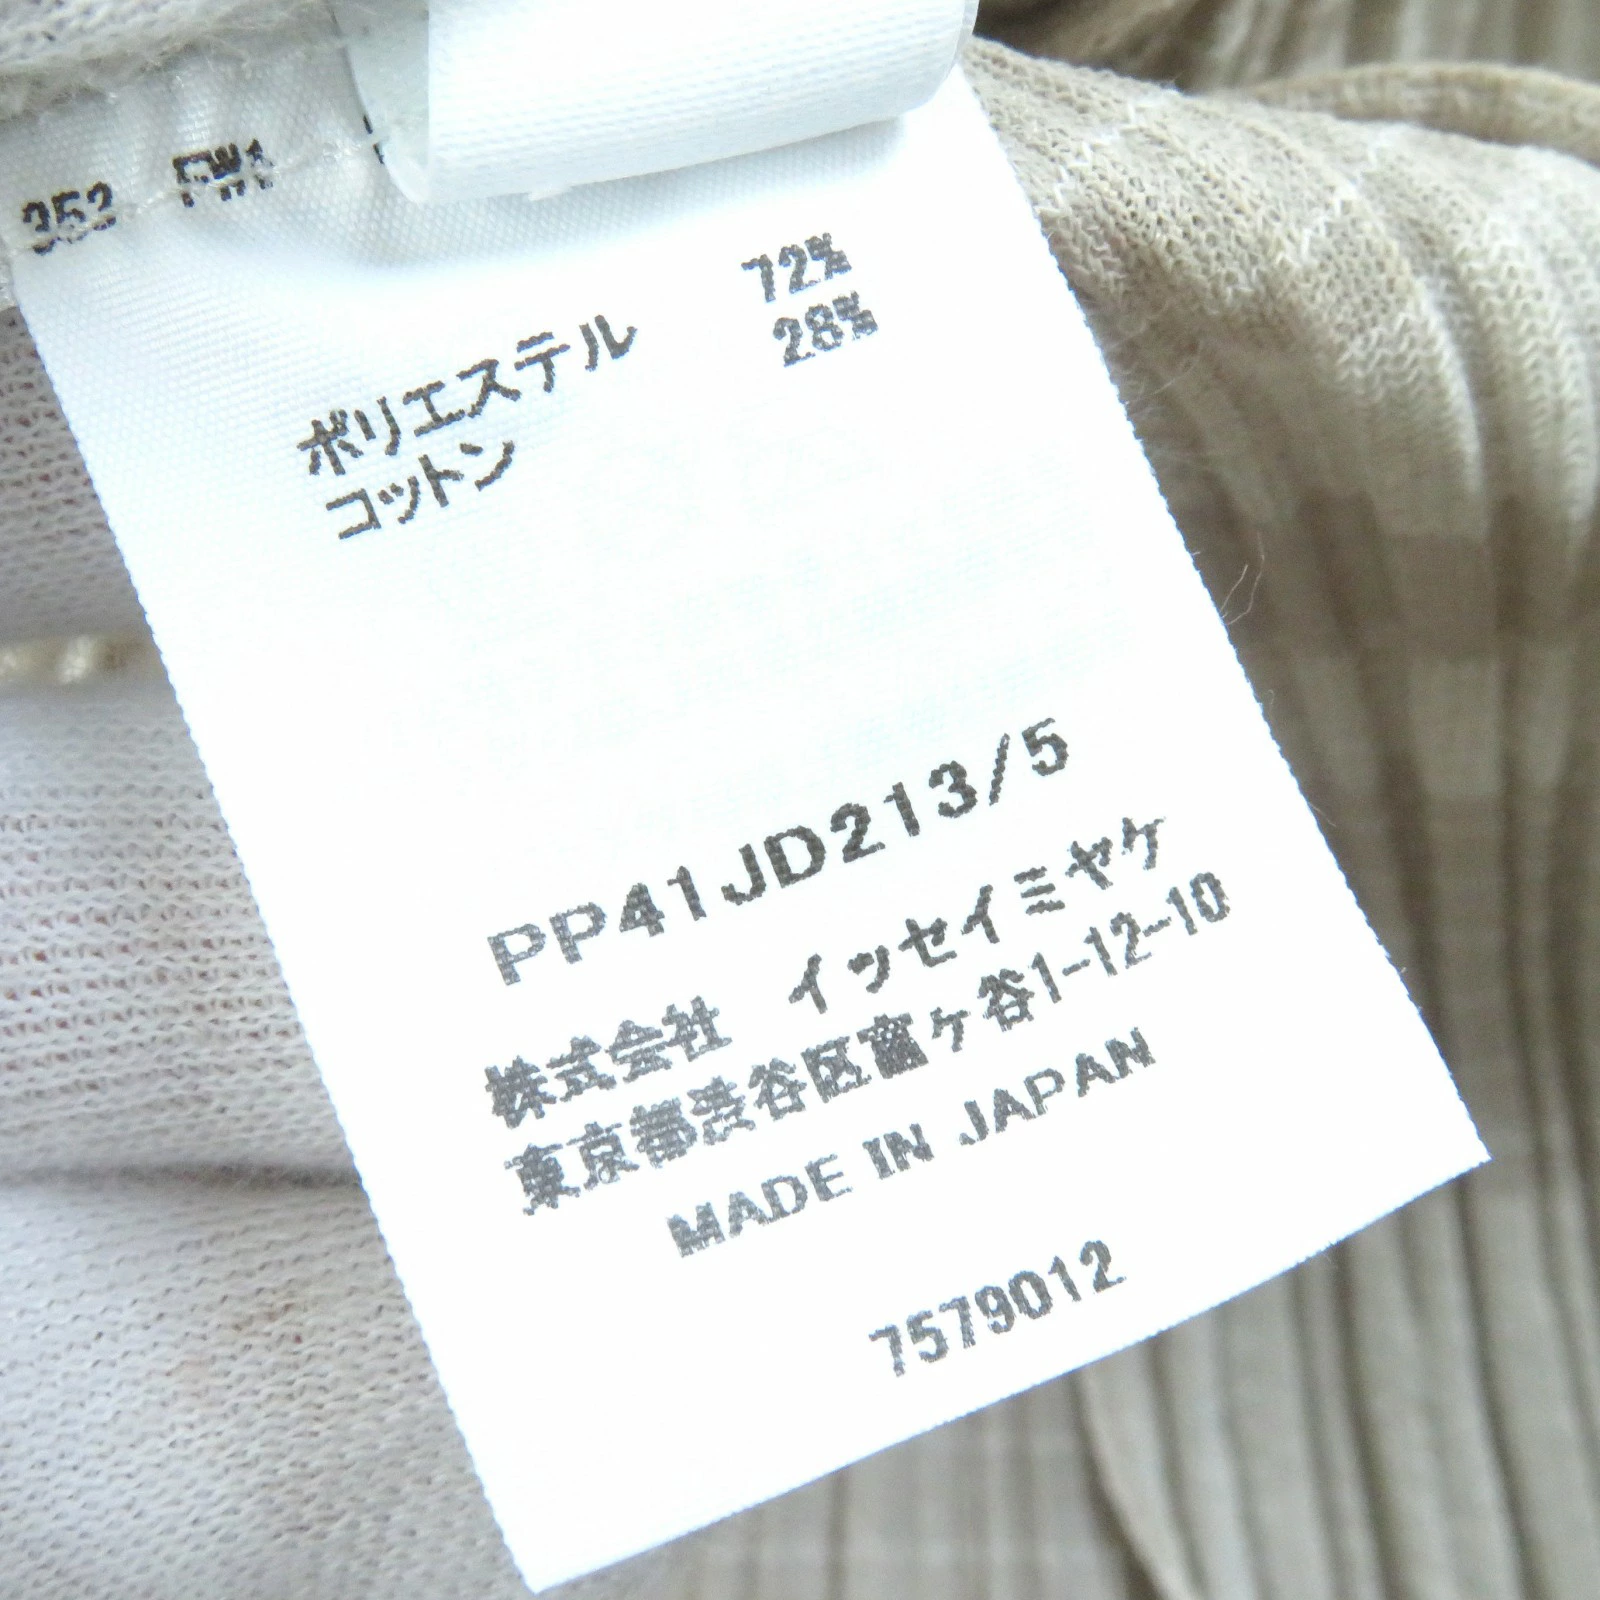 ポリエステル 72%
コットン 28%
PP41JD213/5
株式会社 イッセイミヤケ
東京都渋谷区富ヶ谷1-12-10
MADE IN JAPAN
7579012